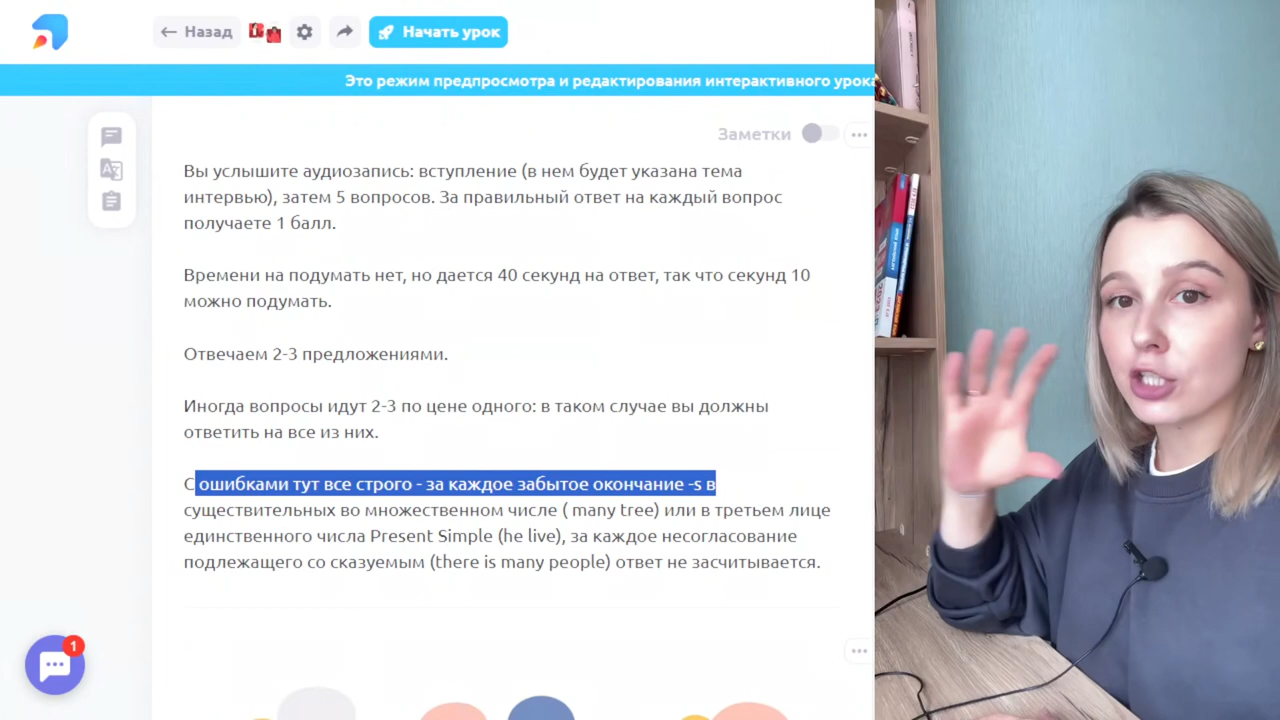 Назад
Начать урок
Это режим предпросмотра и редактирования интерактивного урока
Заметки
Вы услышите аудиозапись: вступление (в нем будет указана тема
интервью), затем 5 вопросов. За правильный ответ на каждый вопрос
получаете 1 балл.
Времени на подумать нет, но дается 40 секунд на ответ, так что секунд 10
можно подумать.
Отвечаем 2-3 предложениями.
Иногда вопросы идут 2-3 по цене одного: в таком случае вы должны
ответить на все из них.
С ошибками тут все строго - за каждое забытое окончание -s в
существительных во множественном числе ( many tree) или в третьем лице
единственного числа Present Simple (he live), за каждое несогласование
подлежащего со сказуемым (there is many people) ответ не засчитывается.
1